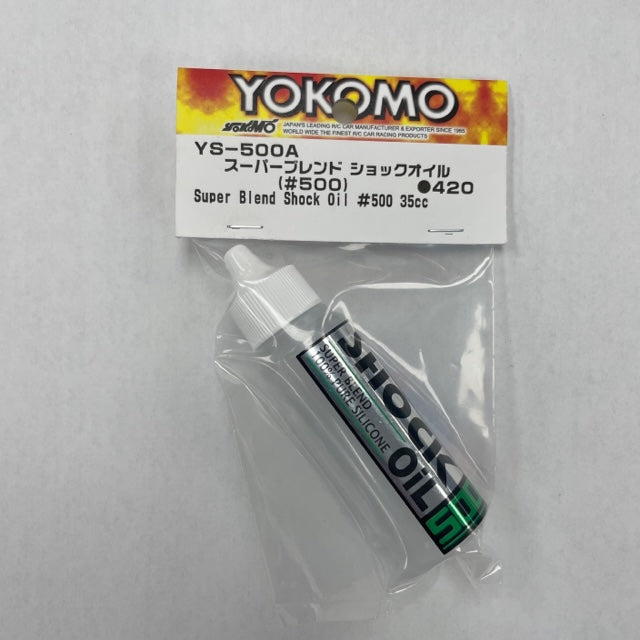 YOKOMO
YOKOMO JAPAN'S LEADING R/C CAR MANUFACTURER & EXPORTER SINCE 1965
WORLD WIDE THE FINEST R/C CAR RACING PRODUCTS
YS-500A
スーパーブレンド ショックオイル
(#500) ●420
Super Blend Shock Oil #500 35cc
SHOCK
OiL
SUPER BLEND
100% PURE SILICONE